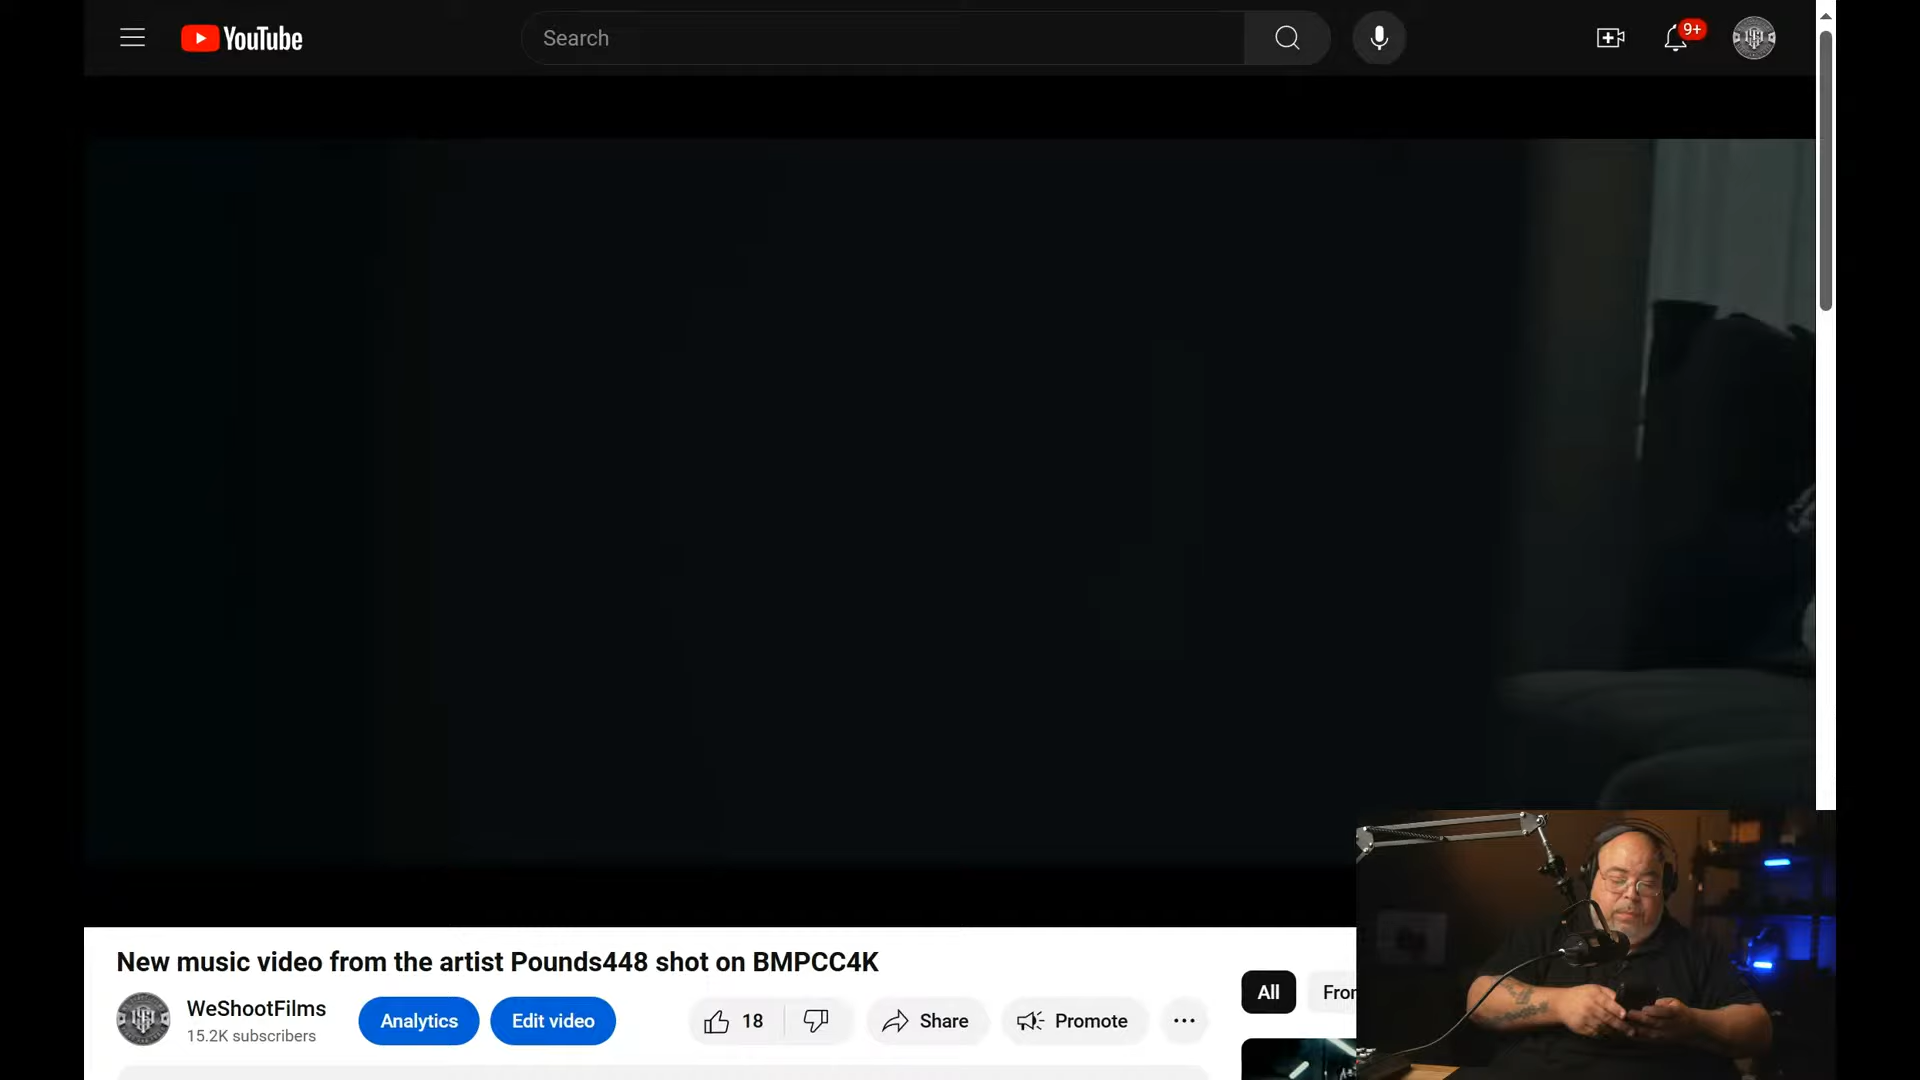 YouTube
Search
9+
New music video from the artist Pounds448 shot on BMPCC4K
WeShootFilms
15.2K subscribers
Analytics
Edit video
18
Share
Promote
All
Fror